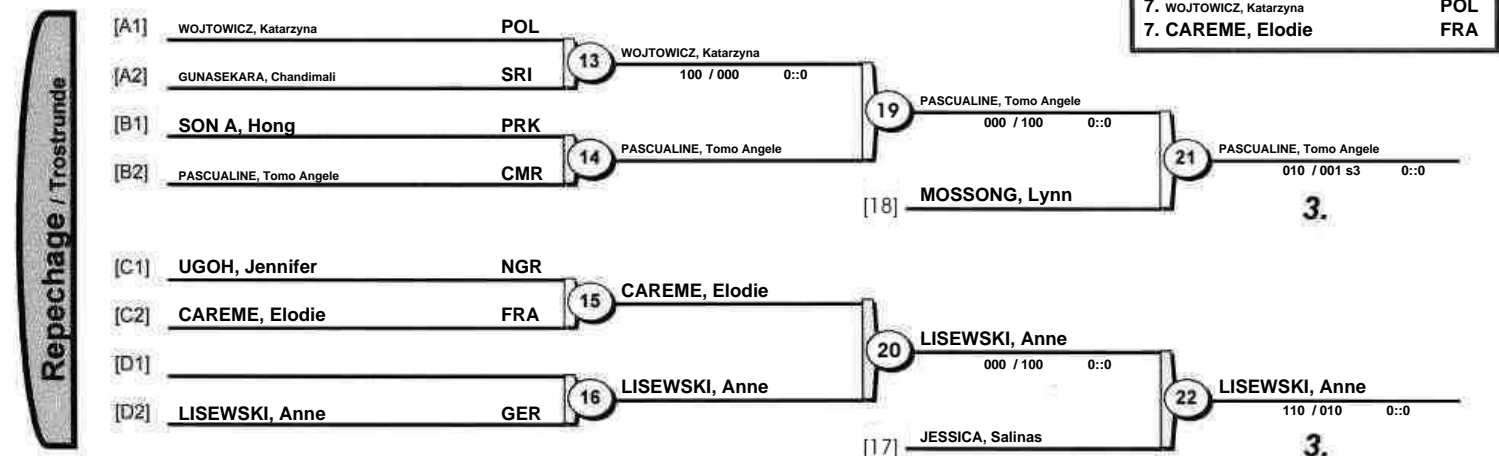 7. WOJTOWICZ, Katarzyna POL
7. CAREME, Elodie FRA
Repechage / Trostrunde
[A1] WOJTOWICZ, Katarzyna POL
13 WOJTOWICZ, Katarzyna
100 / 000 0::0
[A2] GUNASEKARA, Chandimali SRI
19 PASCUALINE, Tomo Angele
000 / 100 0::0
[B1] SON A, Hong PRK
14 PASCUALINE, Tomo Angele
21 PASCUALINE, Tomo Angele
010 / 001 s3 0::0
[B2] PASCUALINE, Tomo Angele CMR
[18] MOSSONG, Lynn
3.
[C1] UGOH, Jennifer NGR
15 CAREME, Elodie
[C2] CAREME, Elodie FRA
20 LISEWSKI, Anne
000 / 100 0::0
[D1]
16 LISEWSKI, Anne
22 LISEWSKI, Anne
110 / 010 0::0
[D2] LISEWSKI, Anne GER
[17] JESSICA, Salinas
3.